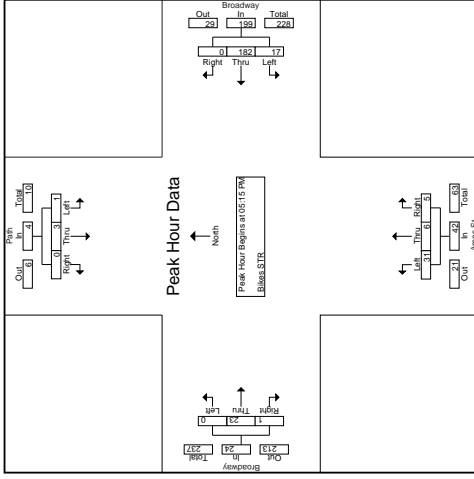 Broadway
Out In Total
29 199 228
0 182 17
Right Thru Left
Path
Out In Total
6 4 10
0 3 1
Right Thru Left
Peak Hour Data
North
Peak Hour Begins at 05:15 PM
Bikes STR
Left Thru Right
31 6 5
21 42 63
Out In Total
Ames St
Left Thru Right
0 23 1
237 24 213
Total In Out
Broadway